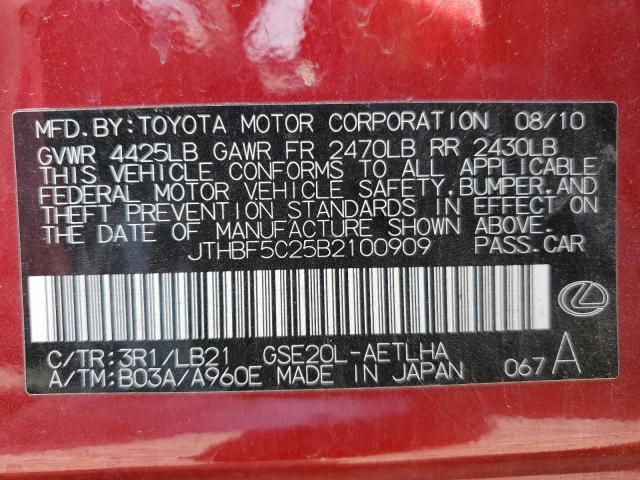 MFD.BY:TOYOTA MOTOR CORPORATION 08/10
GVWR 4425LB GAWR FR 2470LB RR 2430LB
THIS VEHICLE CONFORMS TO ALL APPLICABLE
FEDERAL MOTOR VEHICLE SAFETY,BUMPER,AND
THEFT PREVENTION STANDARDS IN EFFECT ON
THE DATE OF MANUFACTURE SHOWN ABOVE.
JTHBF5C25B2100909 PASS.CAR
C/TR:3R1/LB21 GSE20L-AETLHA
A/TM:B03A/A960E MADE IN JAPAN 067 A